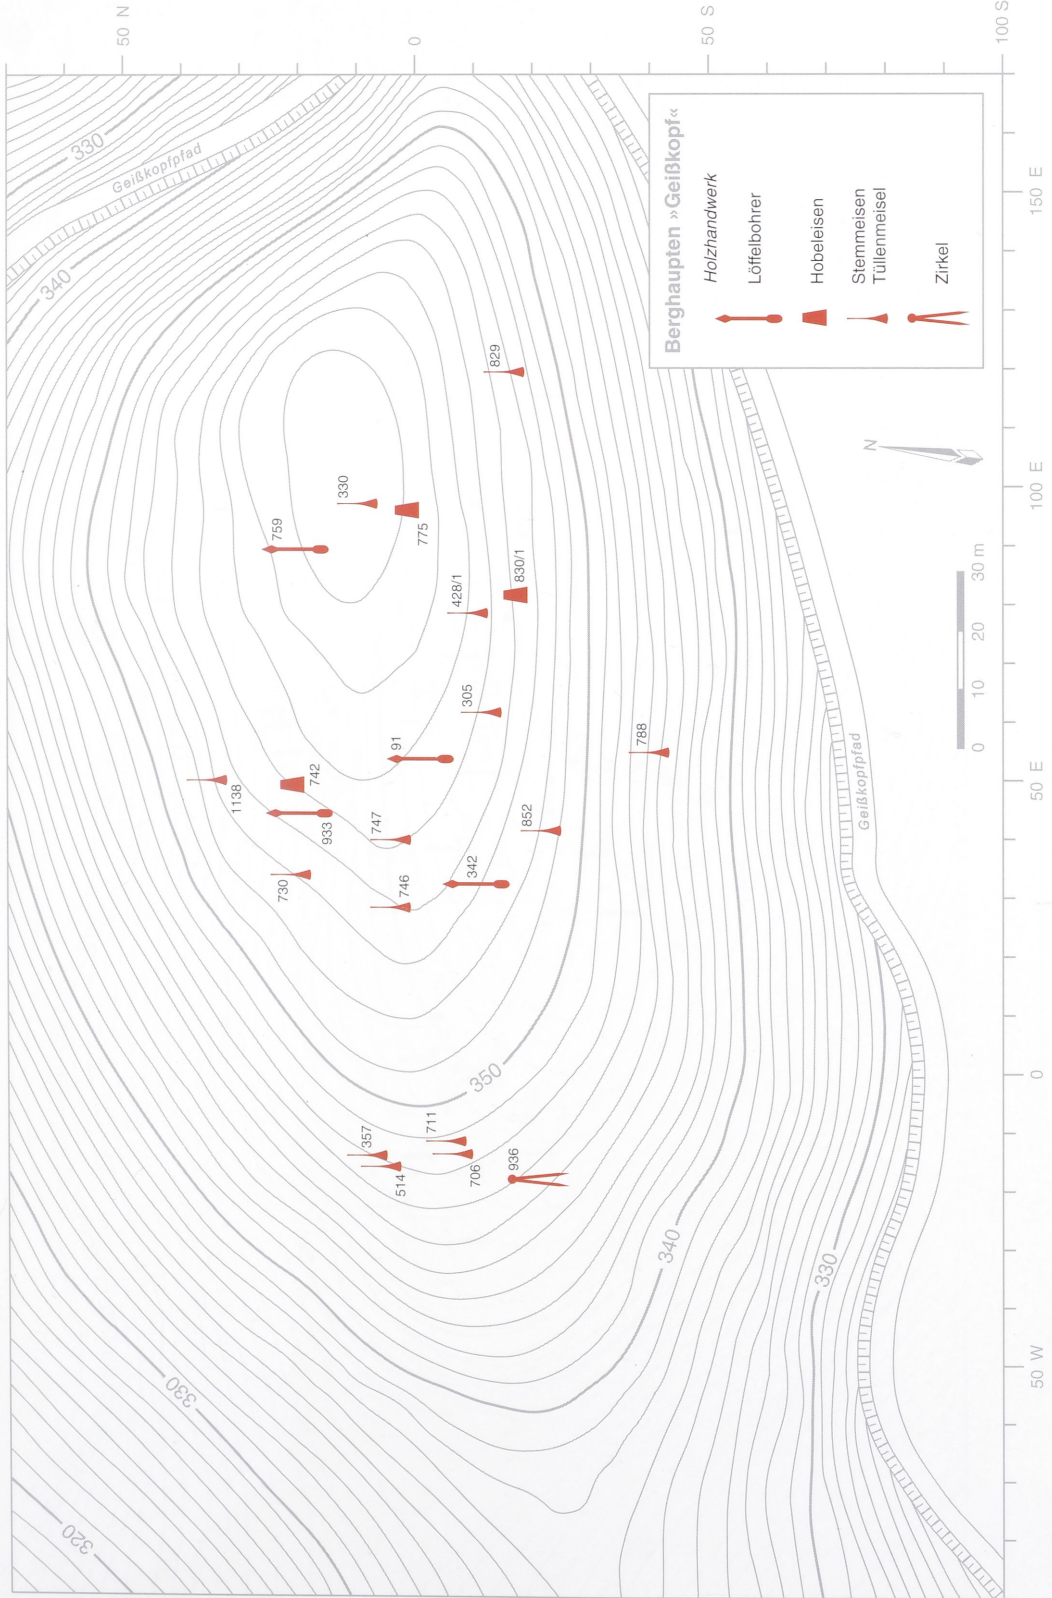 Berghaupten »Geißkopf«
Holzhandwerk
Löffelbohrer
Hobeleisen
Stemmeisen
Tüllenmeisel
Zirkel
N
0 10 20 30 m
50 W
0
50 E
100 E
150 E
50 N
0
50 S
100 S
Geißkopfpfad
Geißkopfpfad
320
330
330
340
350
330
340
330
759
775
428/1
830/1
829
305
91
742
933
1138
730
747
746
342
852
788
357
514
711
706
936